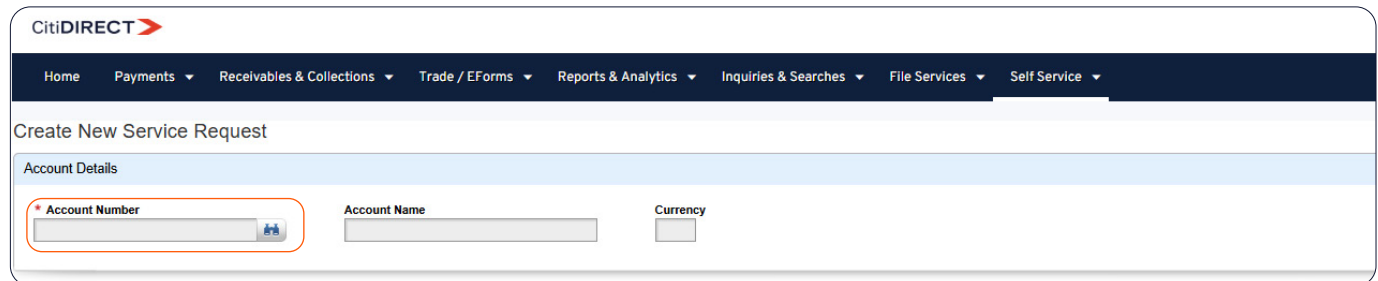 CitiDIRECT
Home Payments Receivables & Collections Trade / EForms Reports & Analytics Inquiries & Searches File Services Self Service
Create New Service Request
Account Details
* Account Number Account Name Currency